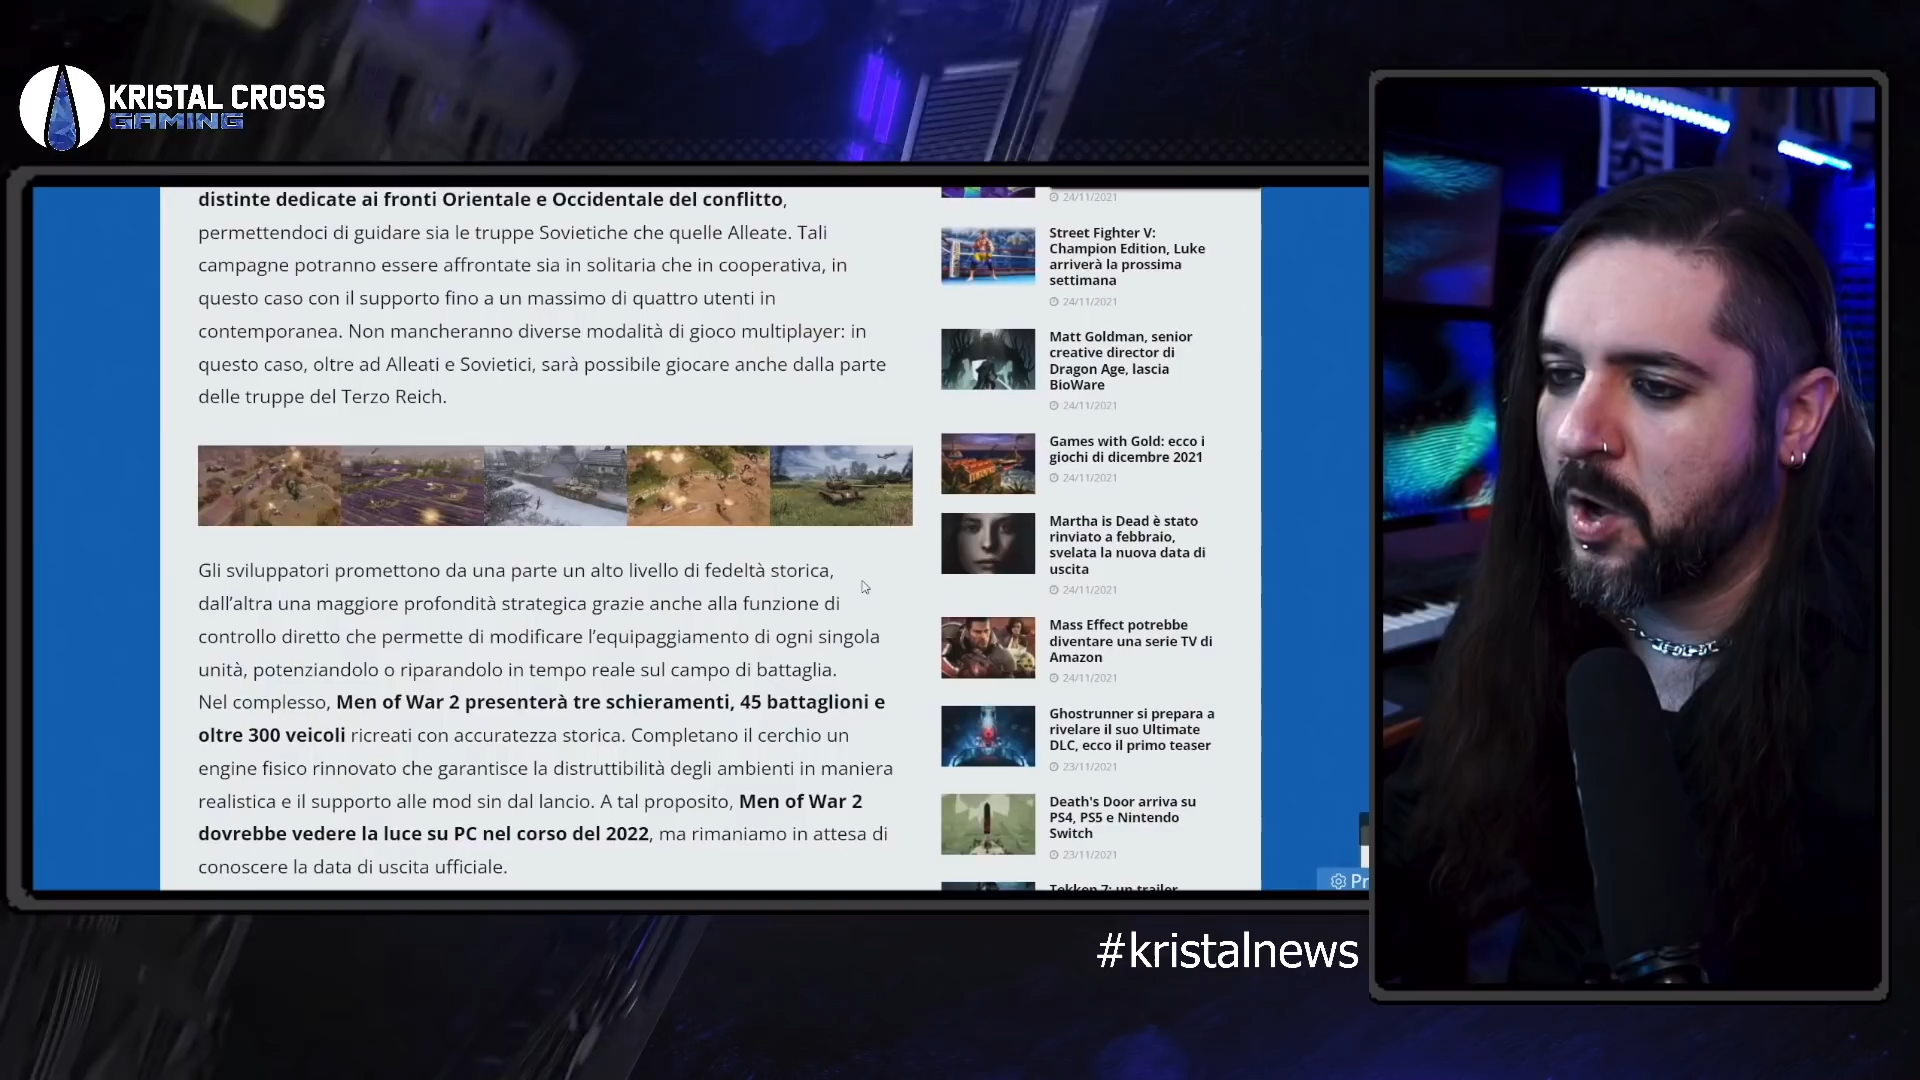 KRISTAL CROSS
GAMING
distinte dedicate ai fronti Orientale e Occidentale del conflitto,
permettendoci di guidare sia le truppe Sovietiche che quelle Alleate. Tali
campagne potranno essere affrontate sia in solitaria che in cooperativa, in
questo caso con il supporto fino a un massimo di quattro utenti in
contemporanea. Non mancheranno diverse modalità di gioco multiplayer: in
questo caso, oltre ad Alleati e Sovietici, sarà possibile giocare anche dalla parte
delle truppe del Terzo Reich.
Gli sviluppatori promettono da una parte un alto livello di fedeltà storica,
dall’altra una maggiore profondità strategica grazie anche alla funzione di
controllo diretto che permette di modificare l’equipaggiamento di ogni singola
unità, potenziandolo o riparandolo in tempo reale sul campo di battaglia.
Nel complesso, Men of War 2 presenterà tre schieramenti, 45 battaglioni e
oltre 300 veicoli ricreati con accuratezza storica. Completano il cerchio un
engine fisico rinnovato che garantisce la distruttibilità degli ambienti in maniera
realistica e il supporto alle mod sin dal lancio. A tal proposito, Men of War 2
dovrebbe vedere la luce su PC nel corso del 2022, ma rimaniamo in attesa di
conoscere la data di uscita ufficiale.
24/11/2021
Street Fighter V:
Champion Edition, Luke
arriverà la prossima
settimana
24/11/2021
Matt Goldman, senior
creative director di
Dragon Age, lascia
BioWare
24/11/2021
Games with Gold: ecco i
giochi di dicembre 2021
24/11/2021
Martha is Dead è stato
rinviato a febbraio,
svelata la nuova data di
uscita
24/11/2021
Mass Effect potrebbe
diventare una serie TV di
Amazon
24/11/2021
Ghostrunner si prepara a
rivelare il suo Ultimate
DLC, ecco il primo teaser
23/11/2021
Death's Door arriva su
PS4, PS5 e Nintendo
Switch
23/11/2021
Tekken 7: un trailer
Pr
#kristalnews